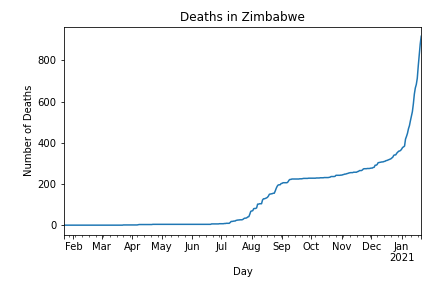 Deaths in Zimbabwe
Number of Deaths
800
600
400
200
0
Feb Mar Apr May Jun Jul Aug Sep Oct Nov Dec Jan
2021
Day